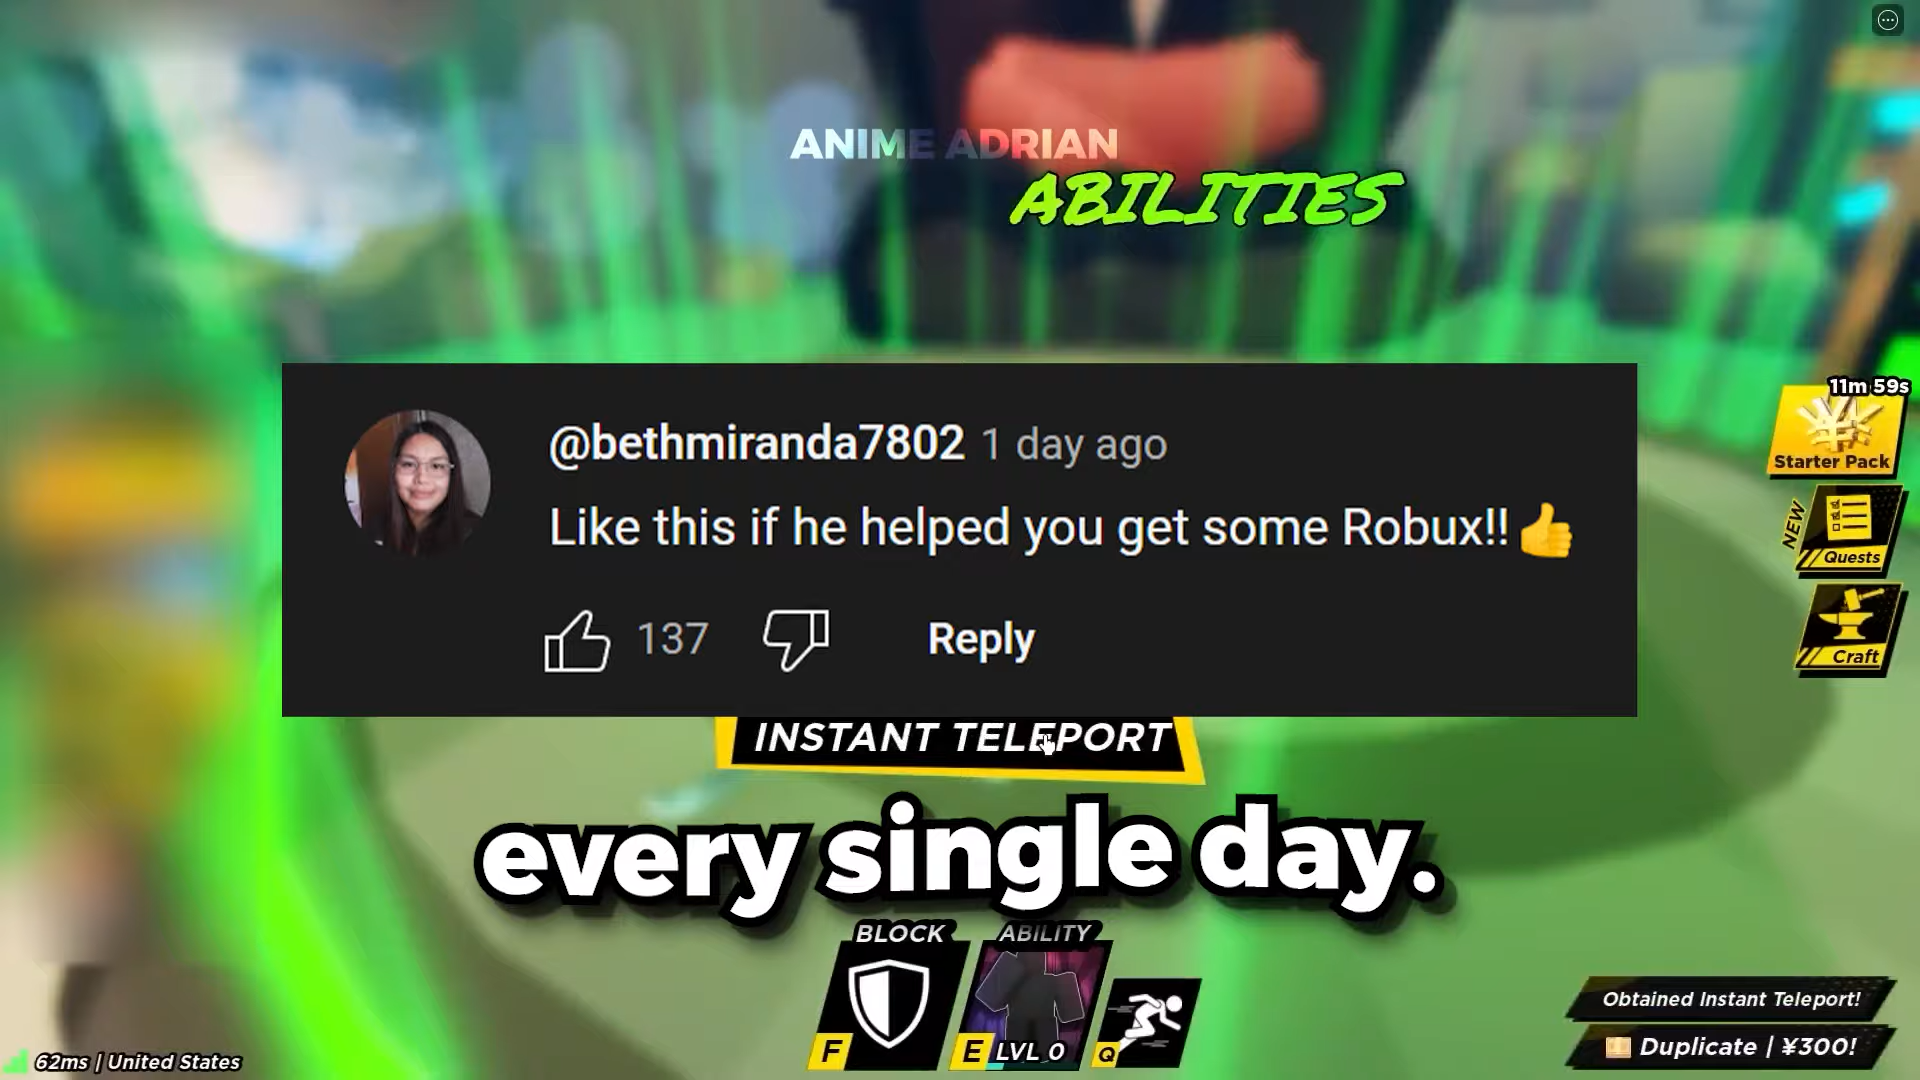 ANIME ADRIAN
ABILITIES
11m 59s
Starter Pack
@bethmiranda7802 1 day ago
Like this if he helped you get some Robux!! 👍
NEW
Quests
137
Reply
Craft
INSTANT TELEPORT
every single day.
BLOCK
ABILITY
F
E
LVL 0
Q
Obtained Instant Teleport!
Duplicate | ¥300!
62ms | United States